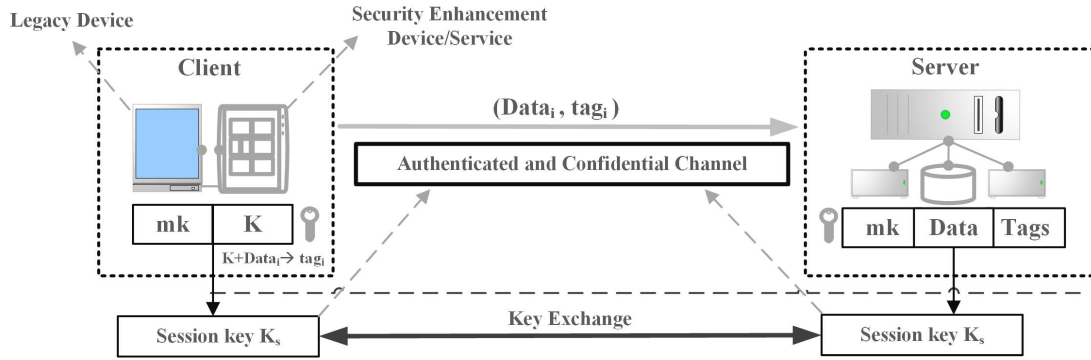 Legacy Device
Security Enhancement
Device/Service
Client
Server
(Dataᵢ , tagᵢ)
Authenticated and Confidential Channel
mk
K
K+Dataᵢ→ tagᵢ
mk
Data
Tags
Session key Kₛ
Key Exchange
Session key Kₛ